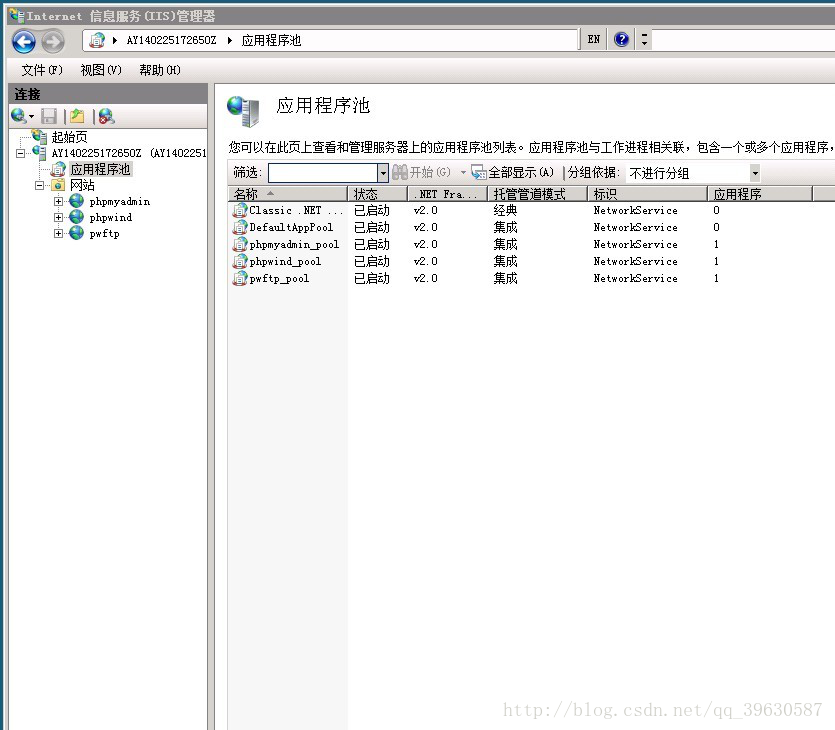 Internet 信息服务(IIS)管理器
AY140225172650Z 应用程序池 EN
文件(F) 视图(V) 帮助(H)
连接
起始页
AY140225172650Z (AY1402251
应用程序池
网站
phpmyadmin
phpwind
pwftp
应用程序池
您可以在此页上查看和管理服务器上的应用程序池列表。应用程序池与工作进程相关联，包含一个或多个应用程序，
筛选: 开始(G) 全部显示(A) 分组依据: 不进行分组
名称 状态 .NET Fra... 托管管道模式 标识 应用程序
Classic .NET ... 已启动 v2.0 经典 NetworkService 0
DefaultAppPool 已启动 v2.0 集成 NetworkService 0
phpmyadmin_pool 已启动 v2.0 集成 NetworkService 1
phpwind_pool 已启动 v2.0 集成 NetworkService 1
pwftp_pool 已启动 v2.0 集成 NetworkService 1
http://blog.csdn.net/qq_39630587